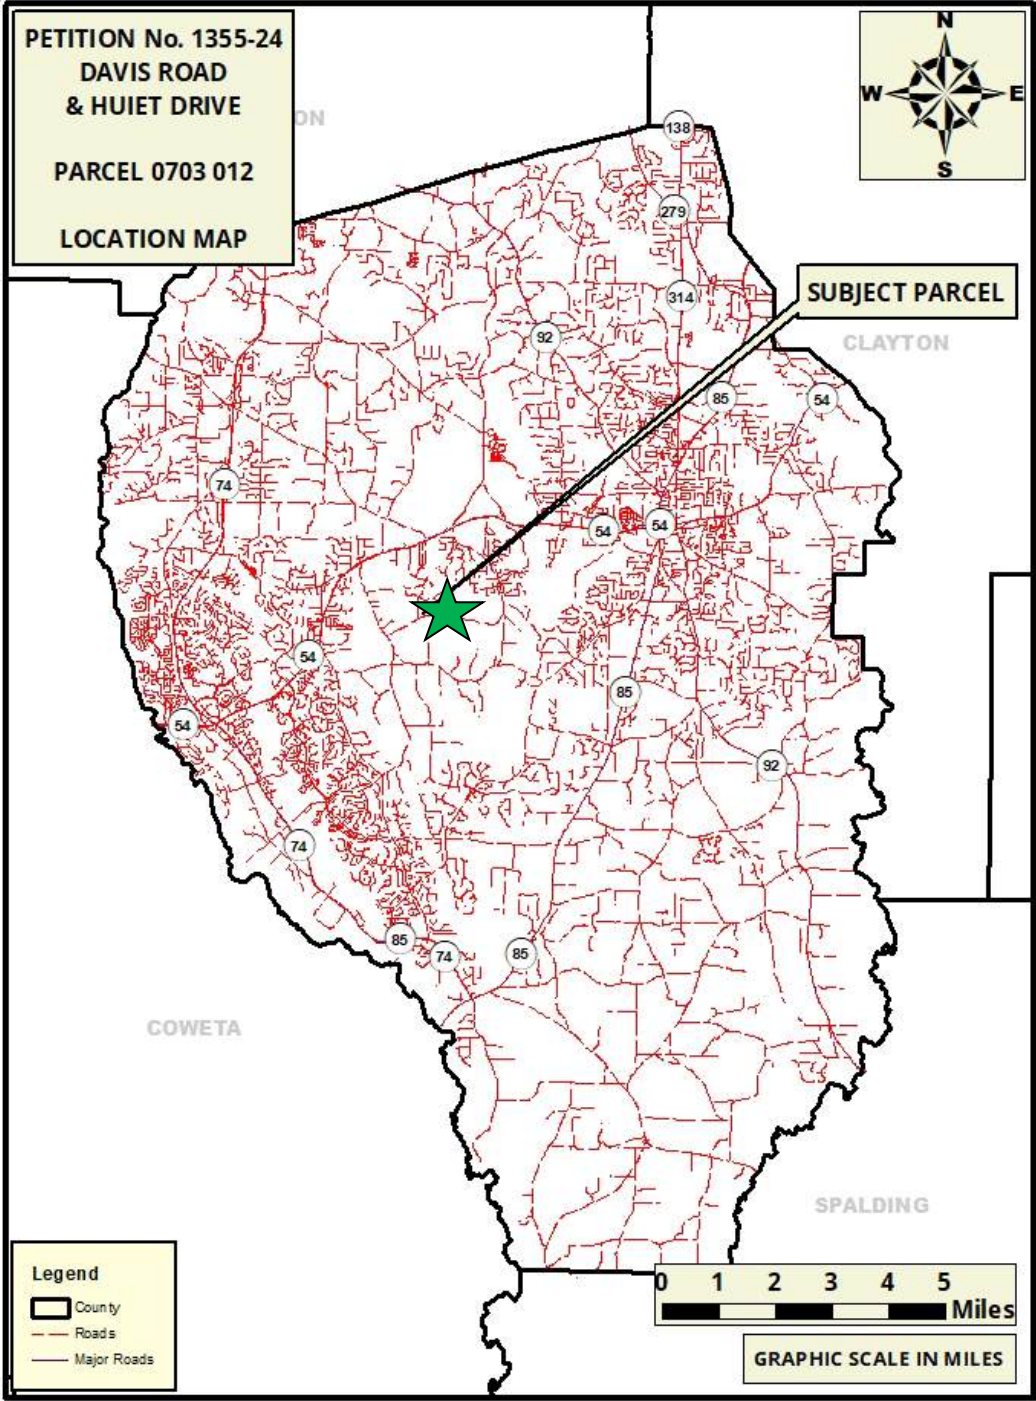 PETITION No. 1355-24
DAVIS ROAD
& HUIET DRIVE
PARCEL 0703 012
LOCATION MAP
ON
N
W
E
S
138
279
SUBJECT PARCEL
314
92
CLAYTON
85
54
74
54
54
54
85
54
92
74
85
74
85
COWETA
SPALDING
Legend
County
Roads
Major Roads
0 1 2 3 4 5
Miles
GRAPHIC SCALE IN MILES